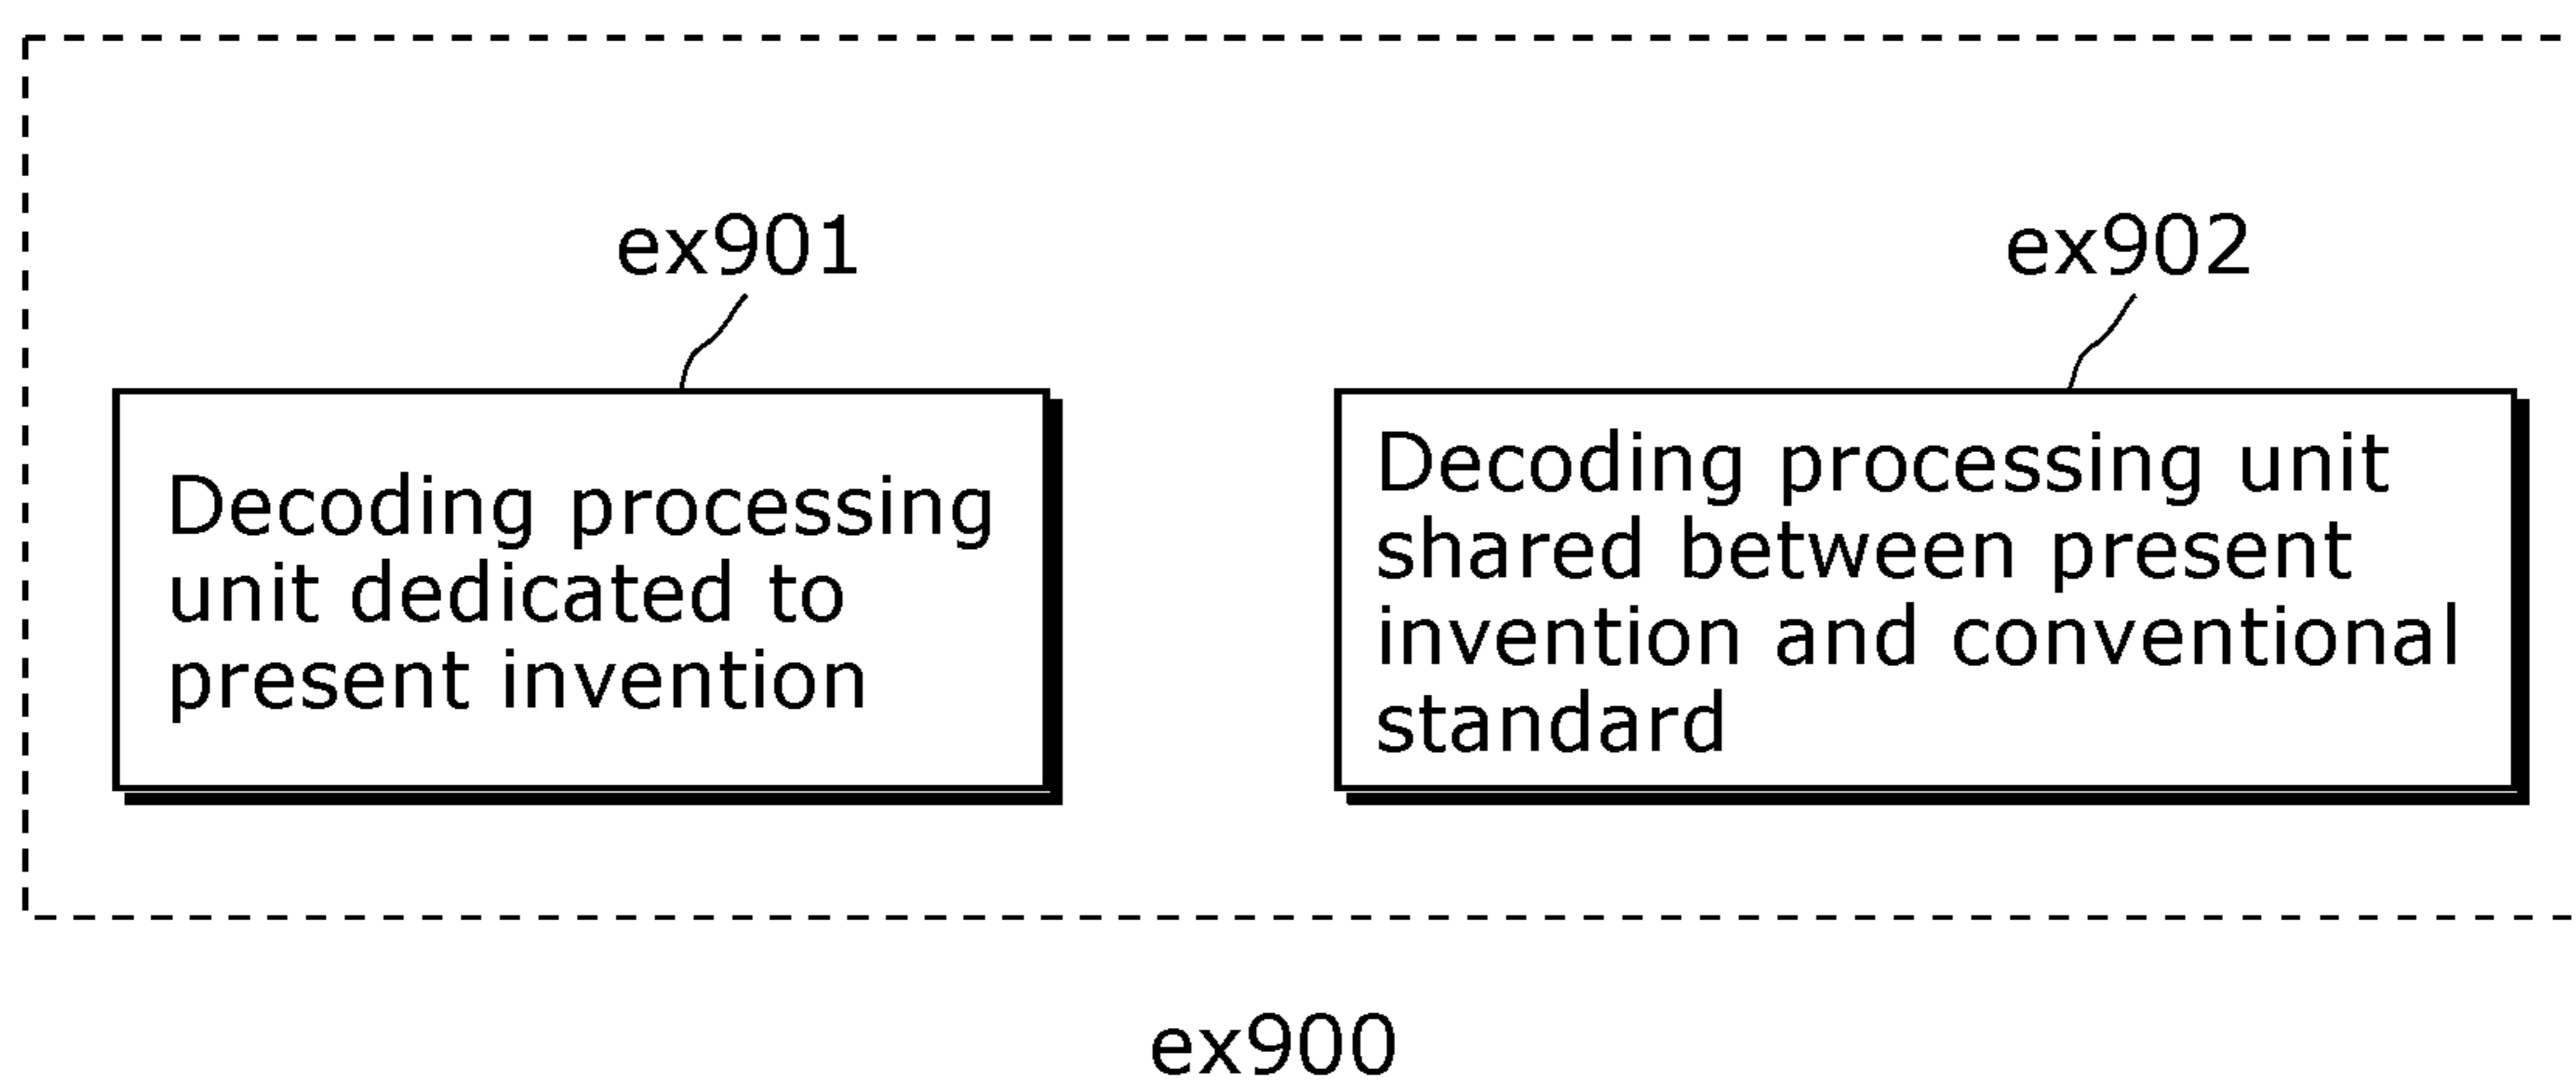 ex901
Decoding processing
unit dedicated to
present invention
ex902
Decoding processing unit
shared between present
invention and conventional
standard
ex900